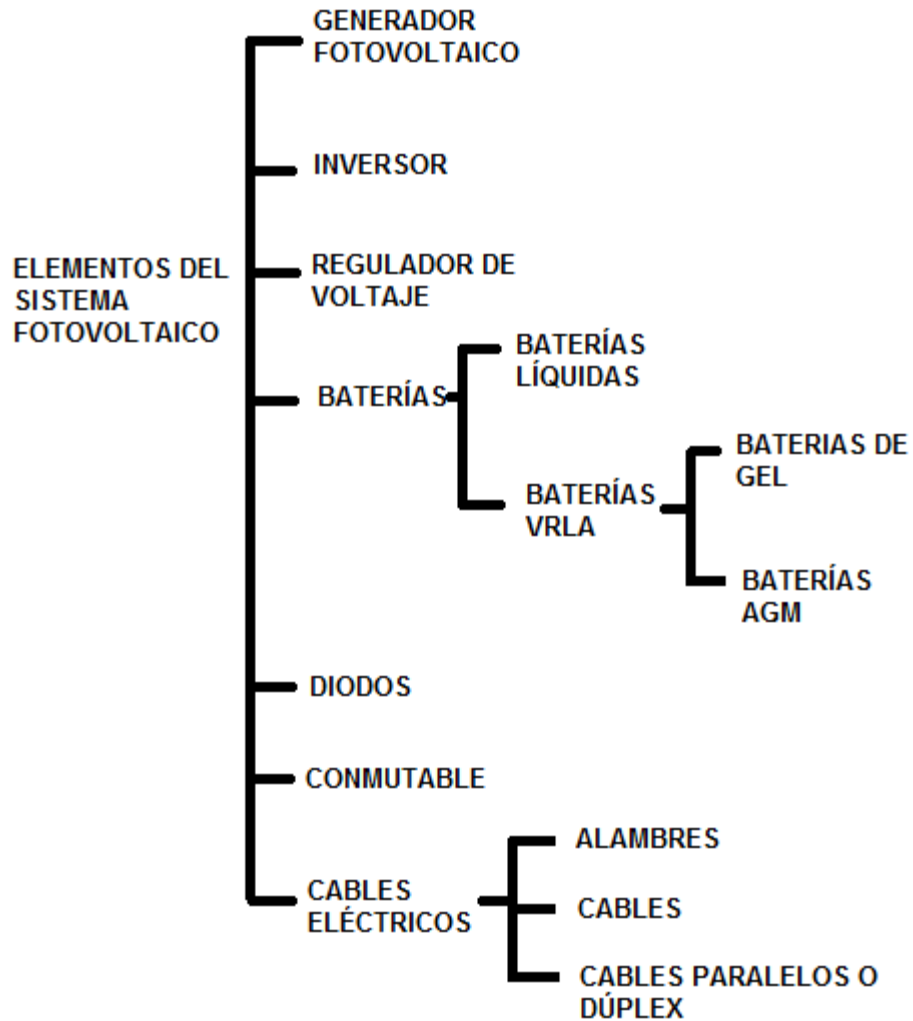 GENERADOR
FOTOVOLTAICO
INVERSOR
ELEMENTOS DEL
SISTEMA
FOTOVOLTAICO
REGULADOR DE
VOLTAJE
BATERÍAS
BATERÍAS
LÍQUIDAS
BATERÍAS
VRLA
BATERIAS DE
GEL
BATERÍAS
AGM
DIODOS
CONMUTABLE
CABLES
ELÉCTRICOS
ALAMBRES
CABLES
CABLES PARALELOS O
DÚPLEX